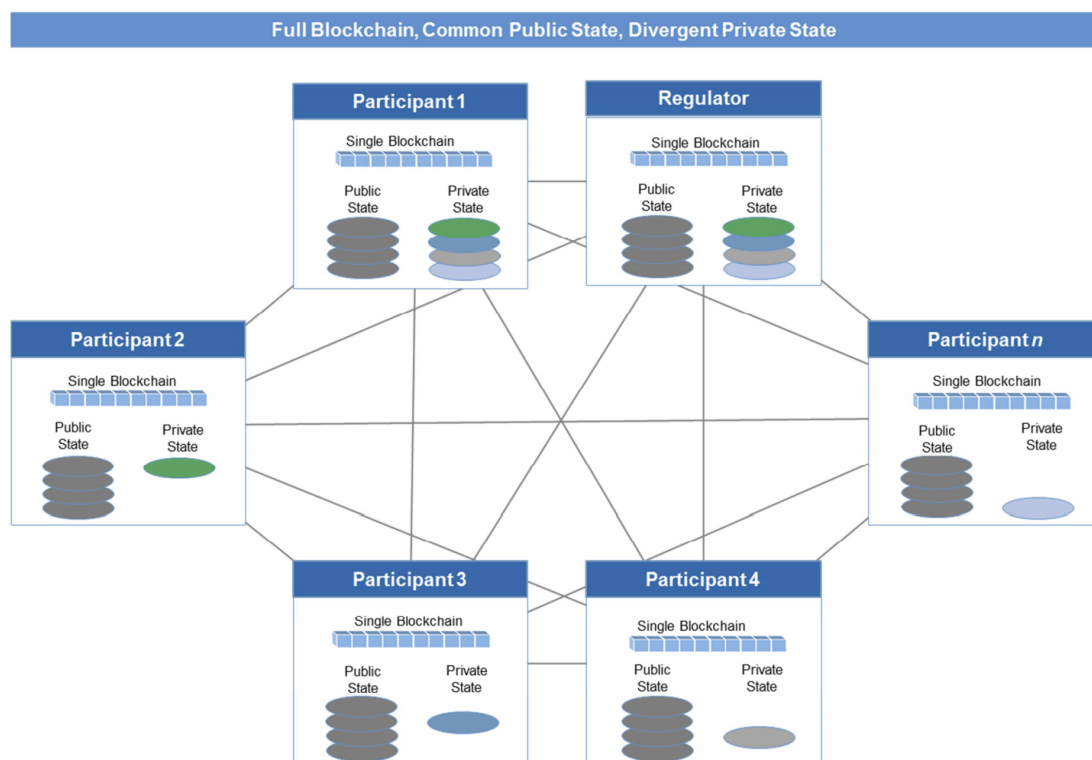 Full Blockchain, Common Public State, Divergent Private State
Participant 1
Single Blockchain
Public
State
Private
State
Regulator
Single Blockchain
Public
State
Private
State
Participant 2
Single Blockchain
Public
State
Private
State
Participant n
Single Blockchain
Public
State
Private
State
Participant 3
Single Blockchain
Public
State
Private
State
Participant 4
Single Blockchain
Public
State
Private
State